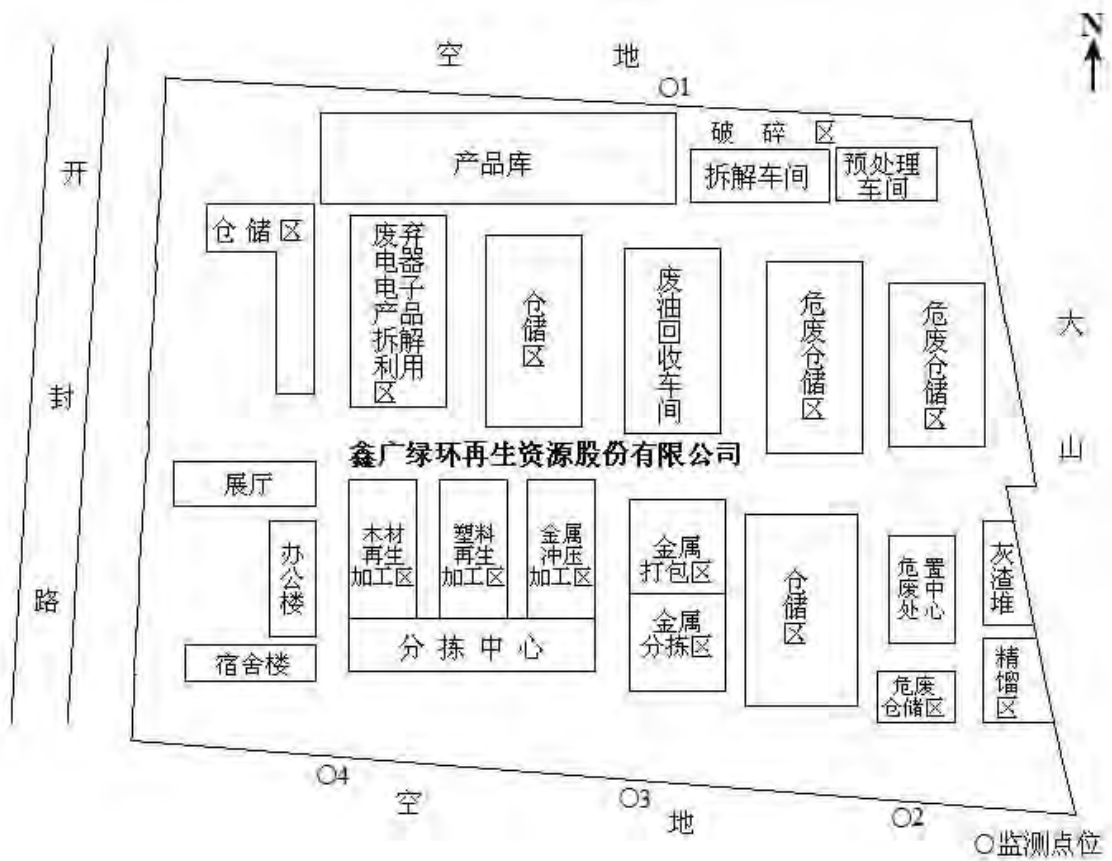 N
空 地
○1
破 碎 区
产品库
拆解车间
预处理
车间
开
封
路
仓 储 区
废弃
电器
电子
产品
拆解
利用
区
仓
储
区
废
油
回
收
车
间
危
废
仓
储
区
危
废
仓
储
区
大
山
鑫广绿环再生资源股份有限公司
展厅
办
公
楼
宿舍楼
木材
再生
加工区
塑料
再生
加工区
金属
冲压
加工区
分 拣 中 心
金属
打包区
金属
分拣区
仓
储
区
危
废
处
置
中
心
危废
仓储区
灰
渣
堆
精
馏
区
○4
○3
○2
空 地
○监测点位